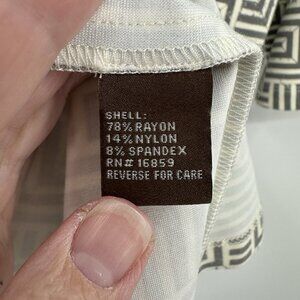 SHELL:
78% RAYON
14% NYLON
8% SPANDEX
RN# 16859
REVERSE FOR CARE